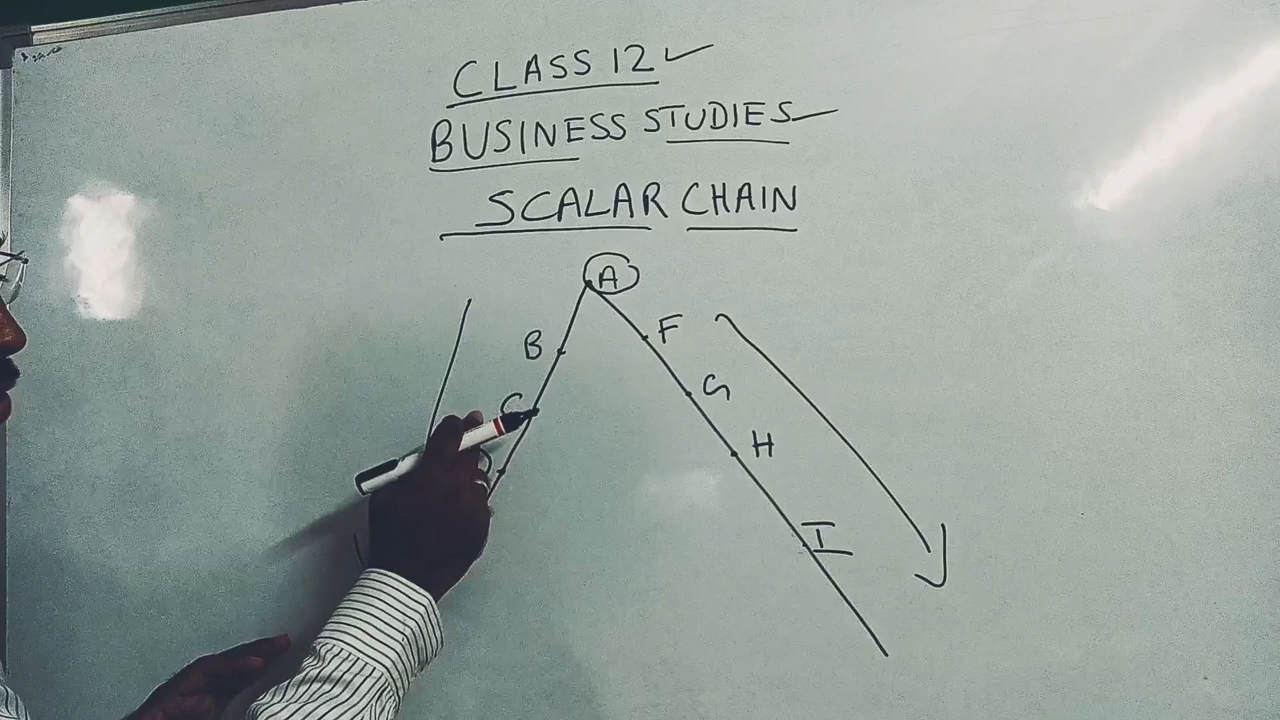 CLASS 12
BUSINESS STUDIES
SCALAR CHAIN
A
F
B
G
C
H
I